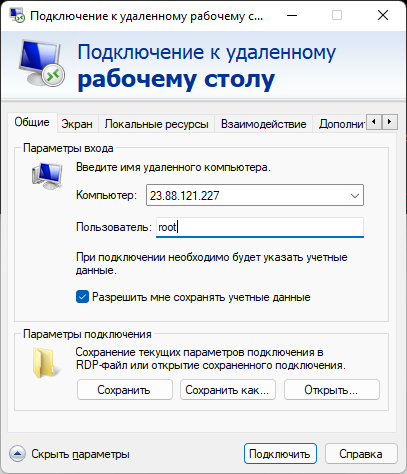 Подключение к удаленному рабочему с...
Подключение к удаленному
рабочему столу
Общие
Экран
Локальные ресурсы
Взаимодействие
Дополнит
Параметры входа
Введите имя удаленного компьютера.
Компьютер:
23.88.121.227
Пользователь:
root
При подключении необходимо будет указать учетные
данные.
Разрешить мне сохранять учетные данные
Параметры подключения
Сохранение текущих параметров подключения в
RDP-файл или открытие сохраненного подключения.
Сохранить
Сохранить как...
Открыть...
Скрыть параметры
Подключить
Справка